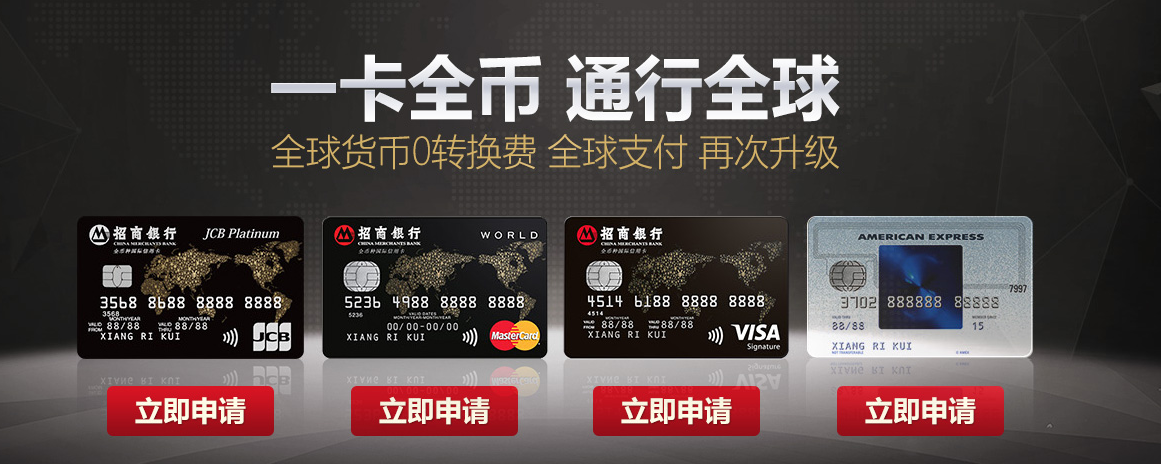 一卡全币 通行全球
全球货币0转换费 全球支付 再次升级
招商银行 JCB Platinum
CHINA MERCHANTS BANK
全币种国际信用卡
3568 8688 8888 8888
3568
MONTH/YEAR MONTH/YEAR
VALID FROM 88/88 VALID THRU 88/88
XIANG RI KUI
JCB
招商银行 WORLD
CHINA MERCHANTS BANK
全币种国际信用卡
5236 4988 8888 8888
5236
VALID DATES
MONTH/YEAR MONTH/YEAR
00/00-00/00
XIANG RI KUI
MasterCard
招商银行
CHINA MERCHANTS BANK
全币种国际信用卡
4514 6188 8888 8888
4514
MONTH/YEAR MONTH/YEAR
VALID FROM 88/88 VALID THRU 88/88
XIANG RI KUI
VISA
Signature
AMERICAN EXPRESS
7997
3702 888888 88888
VALID THRU MEMBER SINCE
88/88 15
XIANG RI KUI
NOT TRANSFERABLE © AMEX
立即申请 立即申请 立即申请 立即申请